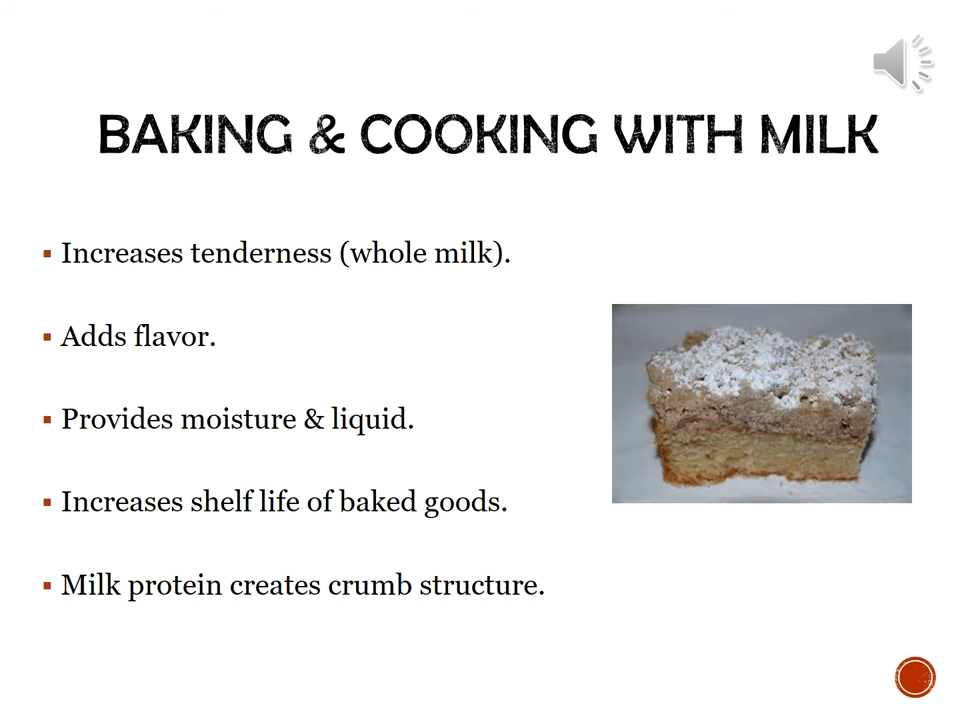 BAKING & COOKING WITH MILK
Increases tenderness (whole milk).
Adds flavor.
Provides moisture & liquid.
Increases shelf life of baked goods.
Milk protein creates crumb structure.